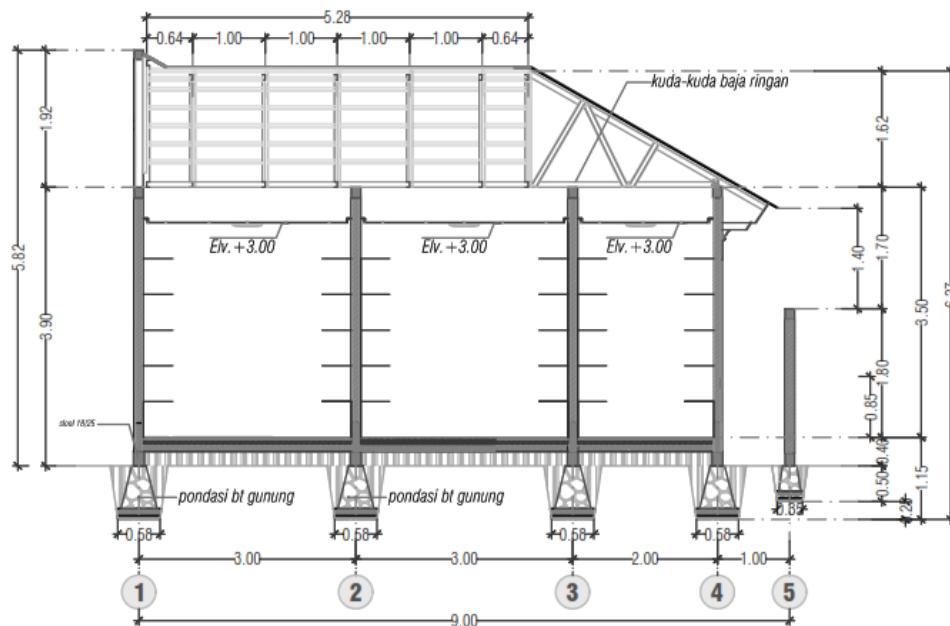 5.28
0.64 1.00 1.00 1.00 1.00 0.64
kuda-kuda baja ringan
1.92
1.62
5.82
Elv. +3.00 Elv. +3.00 Elv. +3.00
1.40
1.70
3.90
3.50
1.80
0.85
sloof 18/25
0.40
0.50
1.15
pondasi bt gunung pondasi bt gunung
0.58 0.58 0.58 0.58
3.00 3.00 2.00 1.00
1 2 3 4 5
9.00